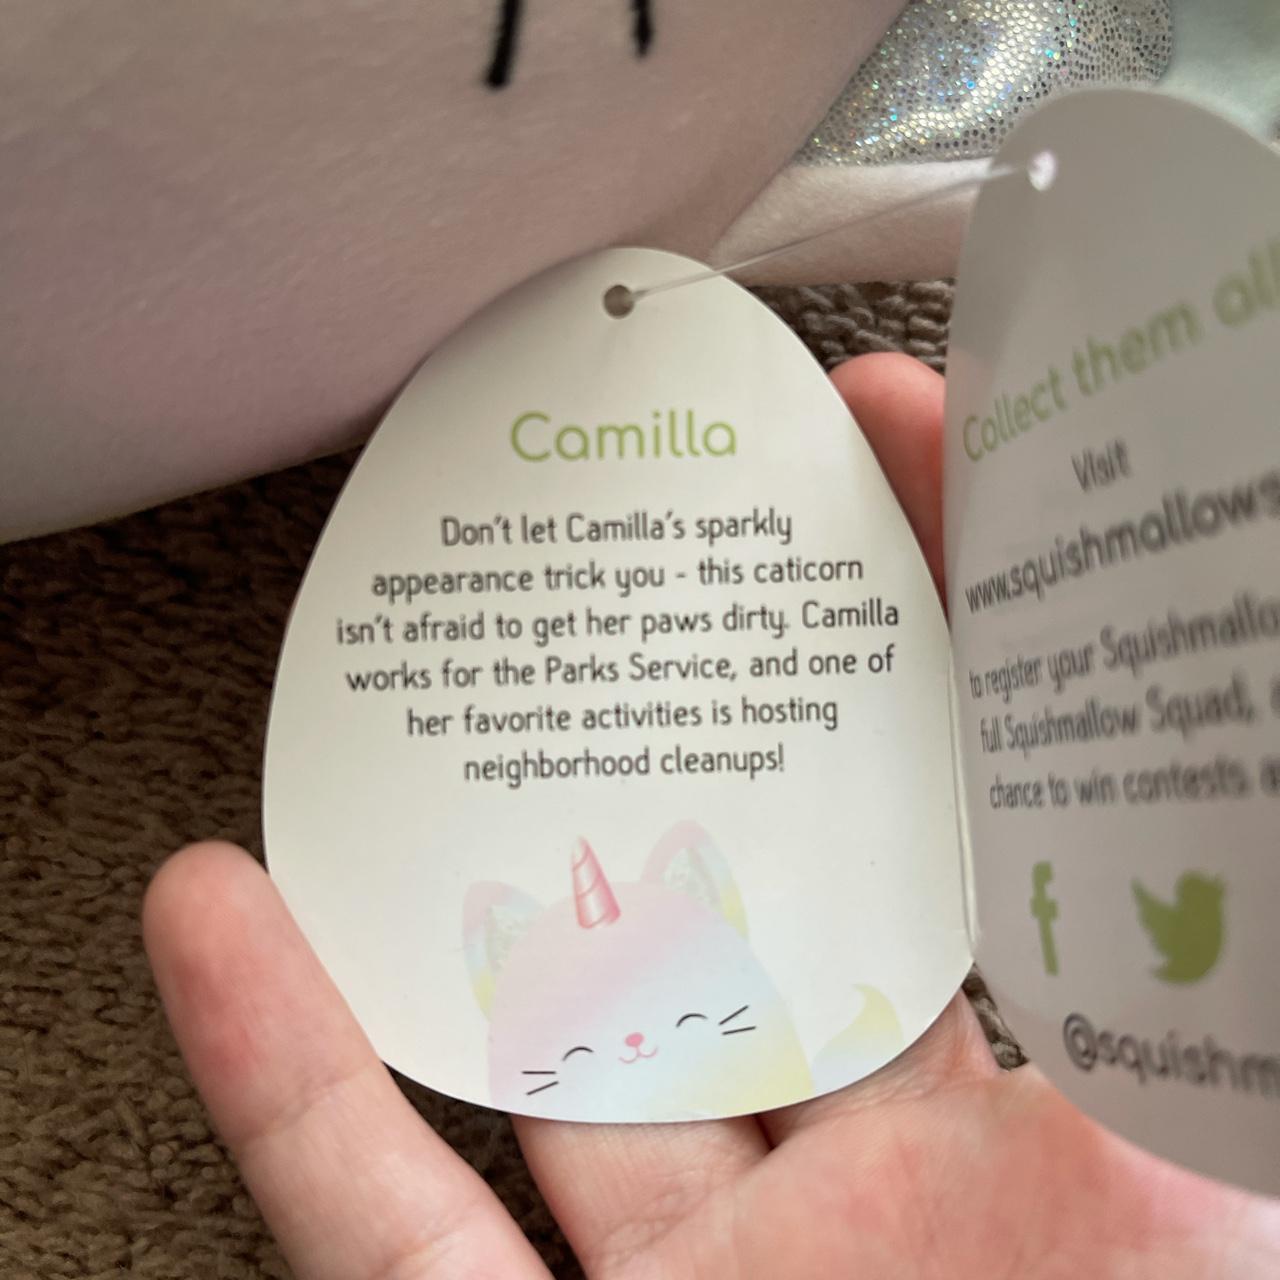 Camilla
Don't let Camilla's sparkly
appearance trick you - this caticorn
isn't afraid to get her paws dirty. Camilla
works for the Parks Service, and one of
her favorite activities is hosting
neighborhood cleanups!
Collect them all
Visit
www.squishmallows
to register your Squishmallo
full Squishmallow Squad,
chance to win contests
@squishm